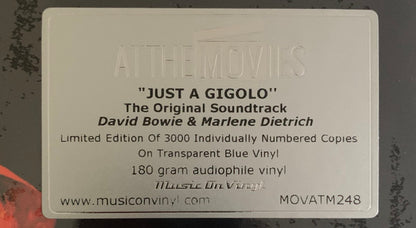 AT THE MOVIES
"JUST A GIGOLO"
The Original Soundtrack
David Bowie & Marlene Dietrich
Limited Edition Of 3000 Individually Numbered Copies
On Transparent Blue Vinyl
180 gram audiophile vinyl
Music On Vinyl
www.musiconvinyl.com MOVATM248